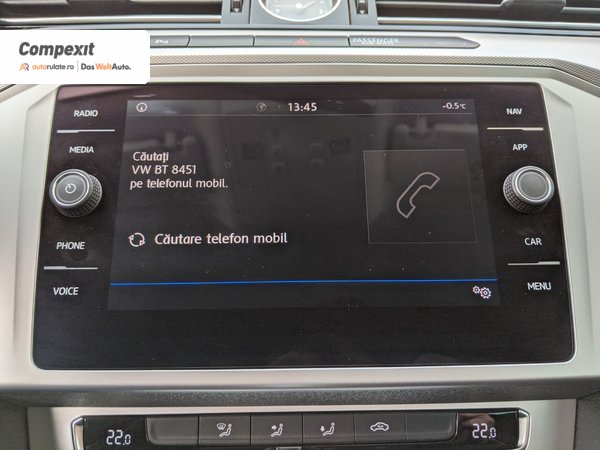 Compexit
autorulate.ro | Das WeltAuto.
PASSENGER
RADIO
MEDIA
PHONE
VOICE
13:45
-0.5°C
Căutați
VW BT 8451
pe telefonul mobil.
Căutare telefon mobil
NAV
APP
CAR
MENU
22.0
22.0